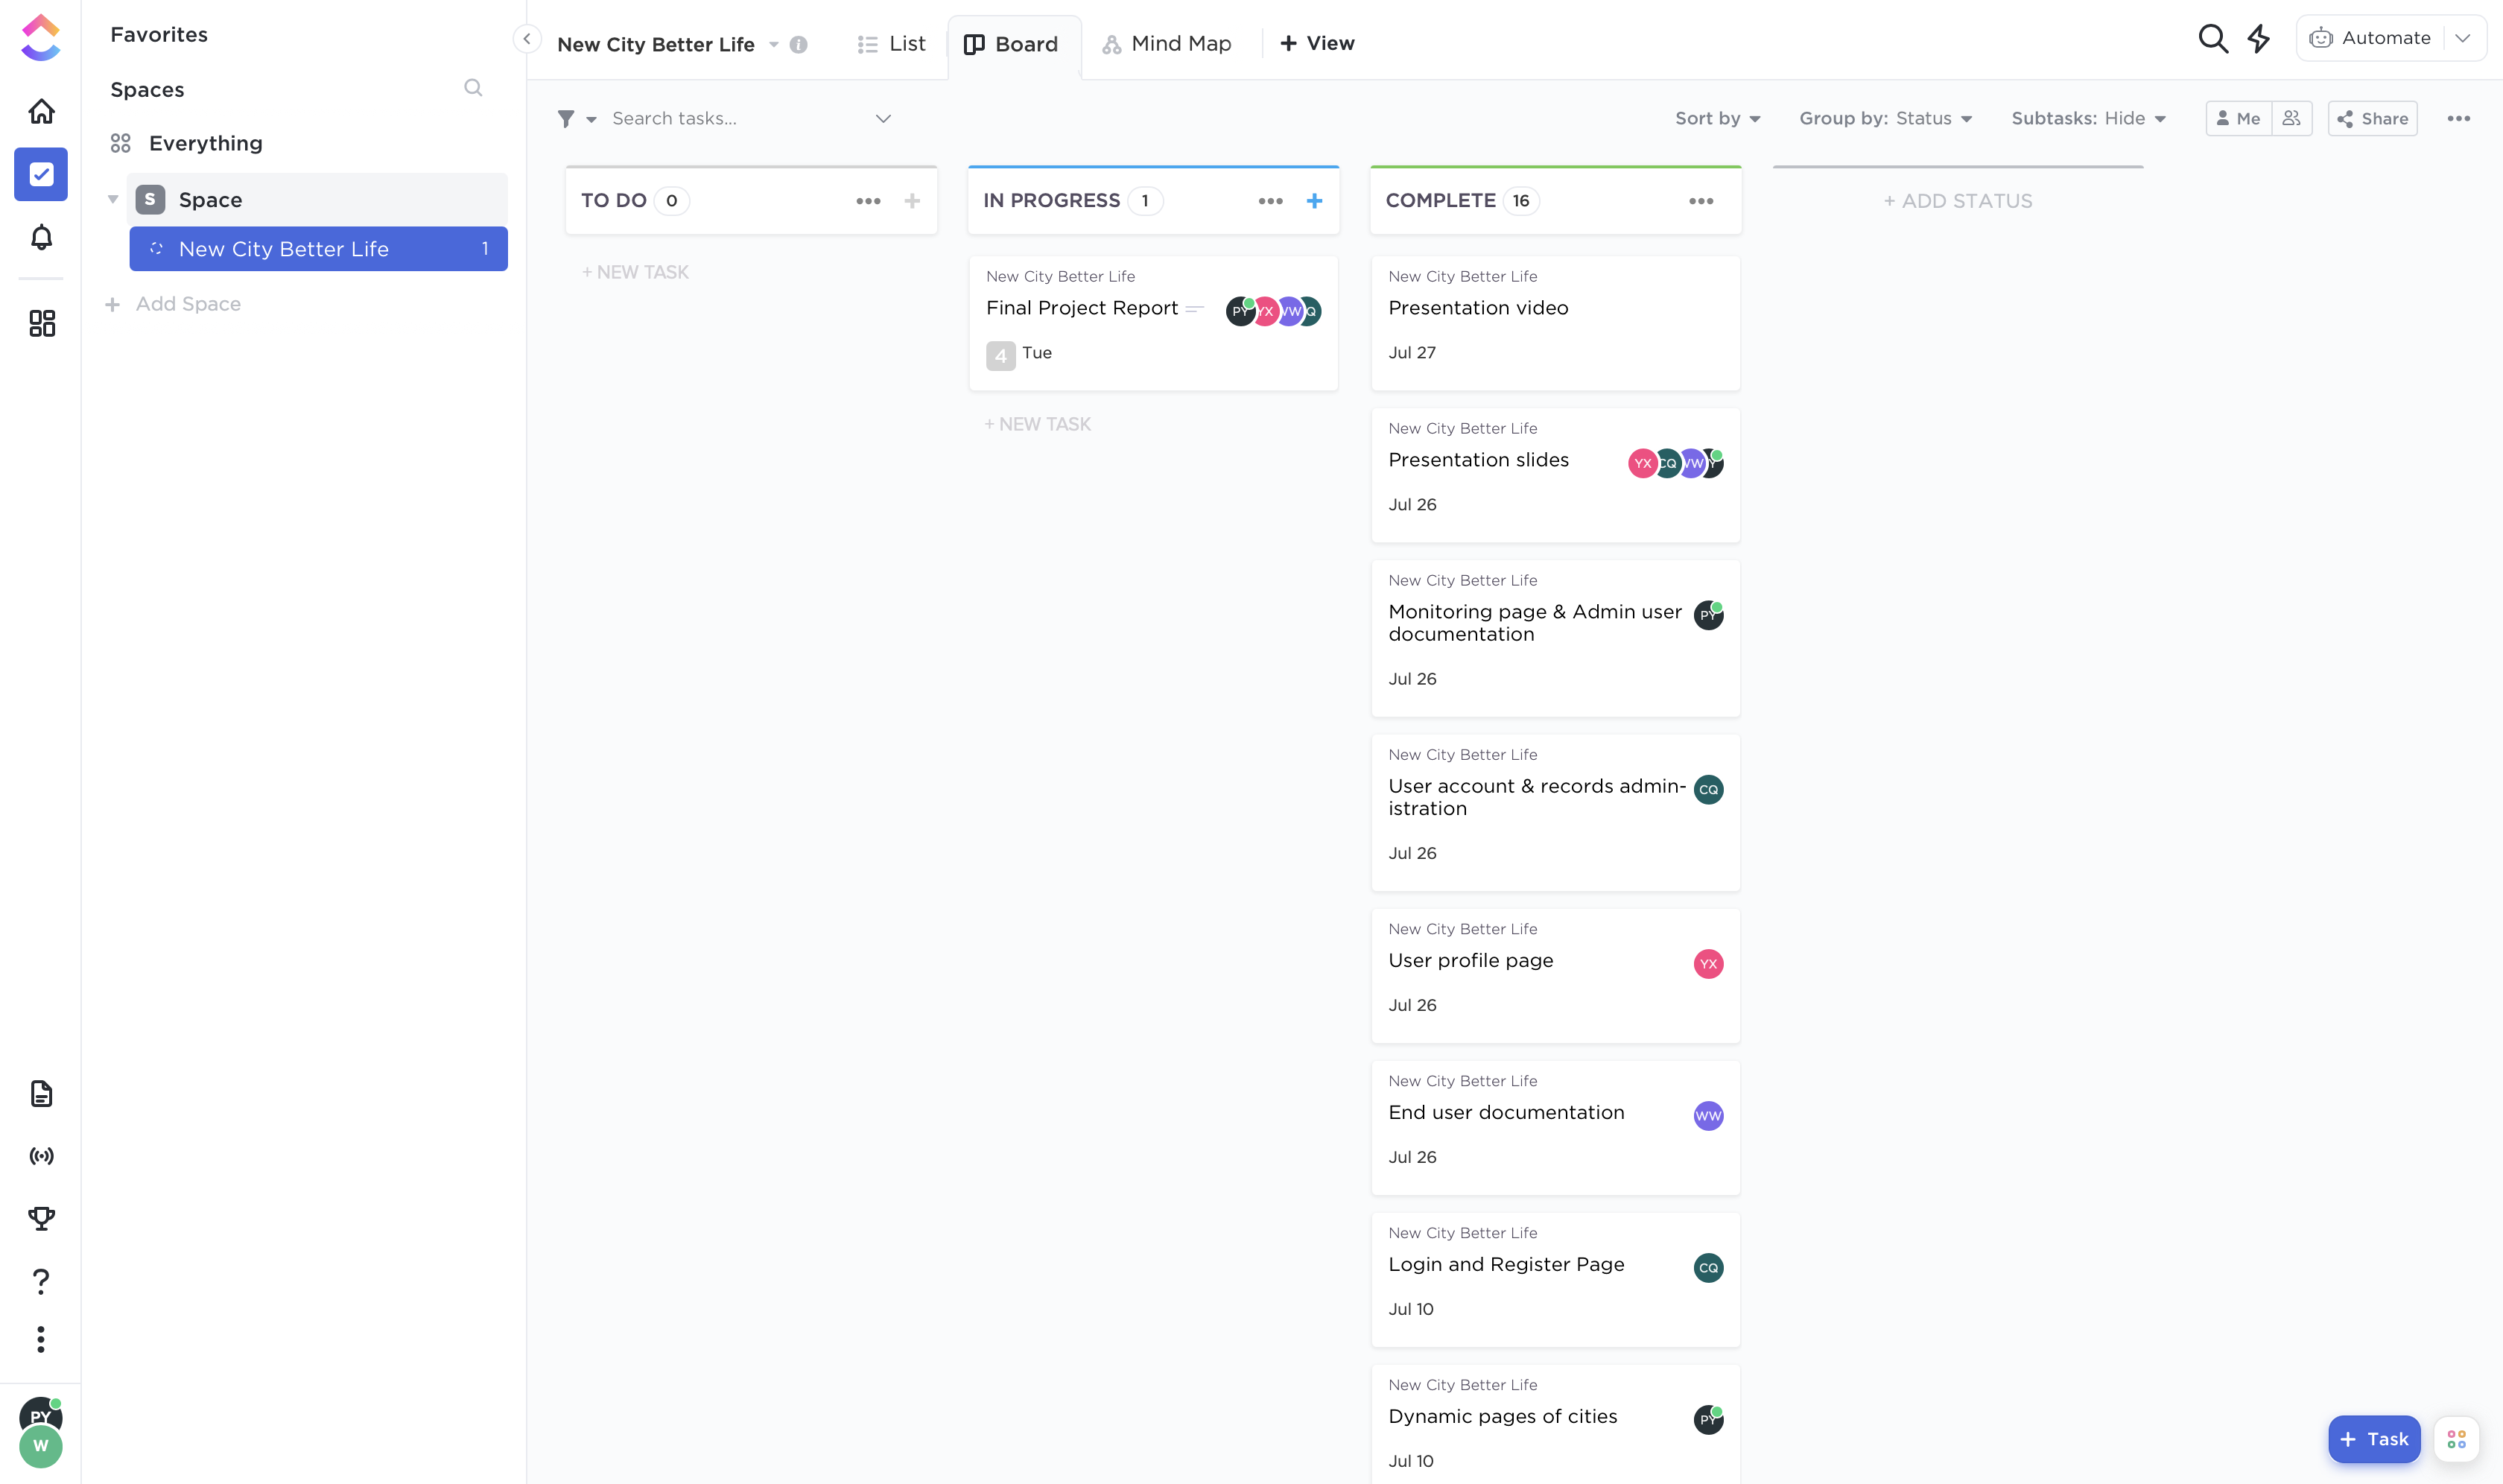 Favorites
Spaces
Everything
S Space
New City Better Life 1
Add Space
PY
W
New City Better Life
List
Board
Mind Map
+ View
Automate
Search tasks...
Sort by
Group by: Status
Subtasks: Hide
Me
Share
TO DO 0
+ NEW TASK
IN PROGRESS 1
New City Better Life
Final Project Report
PY YX WW Q
4 Tue
+ NEW TASK
COMPLETE 16
New City Better Life
Presentation video
Jul 27
New City Better Life
Presentation slides
YX CQ WW Y
Jul 26
New City Better Life
Monitoring page & Admin user
documentation
PY
Jul 26
New City Better Life
User account & records admin-
istration
CQ
Jul 26
New City Better Life
User profile page
YX
Jul 26
New City Better Life
End user documentation
WW
Jul 26
New City Better Life
Login and Register Page
CQ
Jul 10
New City Better Life
Dynamic pages of cities
PY
Jul 10
+ ADD STATUS
+ Task